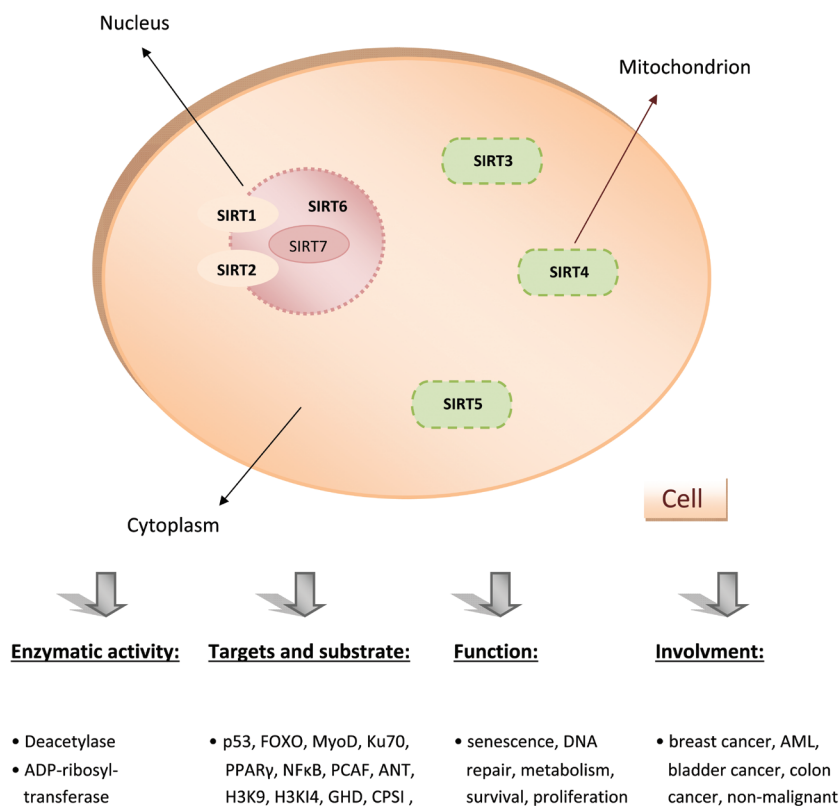 Nucleus
Mitochondrion
SIRT3
SIRT1
SIRT6
SIRT7
SIRT2
SIRT4
SIRT5
Cytoplasm
Cell
Enzymatic activity:
• Deacetylase
• ADP-ribosyl-
transferase
Targets and substrate:
• p53, FOXO, MyoD, Ku70,
PPARγ, NFκB, PCAF, ANT,
H3K9, H3KI4, GHD, CPSI ,
Function:
• senescence, DNA
repair, metabolism,
survival, proliferation
Involvment:
• breast cancer, AML,
bladder cancer, colon
cancer, non-malignant